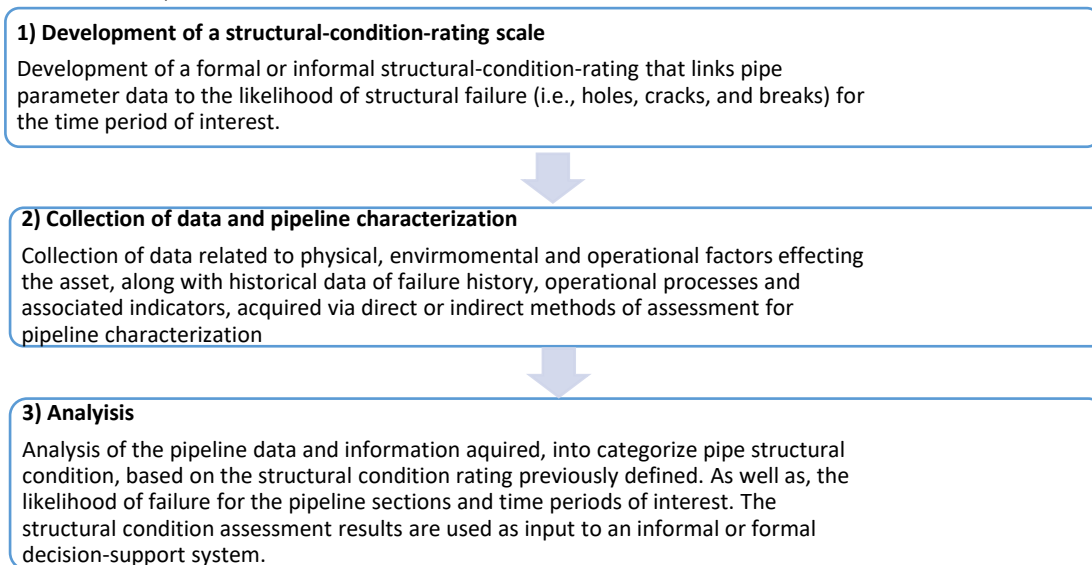 1) Development of a structural-condition-rating scale
Development of a formal or informal structural-condition-rating that links pipe
parameter data to the likelihood of structural failure (i.e., holes, cracks, and breaks) for
the time period of interest.
2) Collection of data and pipeline characterization
Collection of data related to physical, envirmomental and operational factors effecting
the asset, along with historical data of failure history, operational processes and
associated indicators, acquired via direct or indirect methods of assessment for
pipeline characterization
3) Analyisis
Analysis of the pipeline data and information aquired, into categorize pipe structural
condition, based on the structural condition rating previously defined. As well as, the
likelihood of failure for the pipeline sections and time periods of interest. The
structural condition assessment results are used as input to an informal or formal
decision-support system.